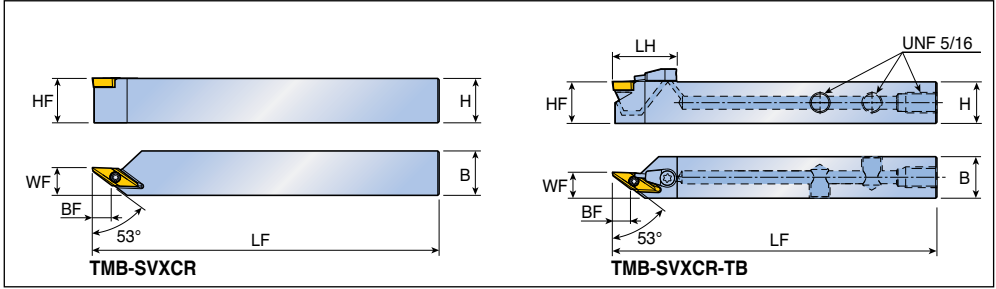 HF
H
WF
B
BF
53°
LF
TMB-SVXCR
LH
UNF 5/16
HF
H
WF
B
BF
53°
LF
TMB-SVXCR-TB